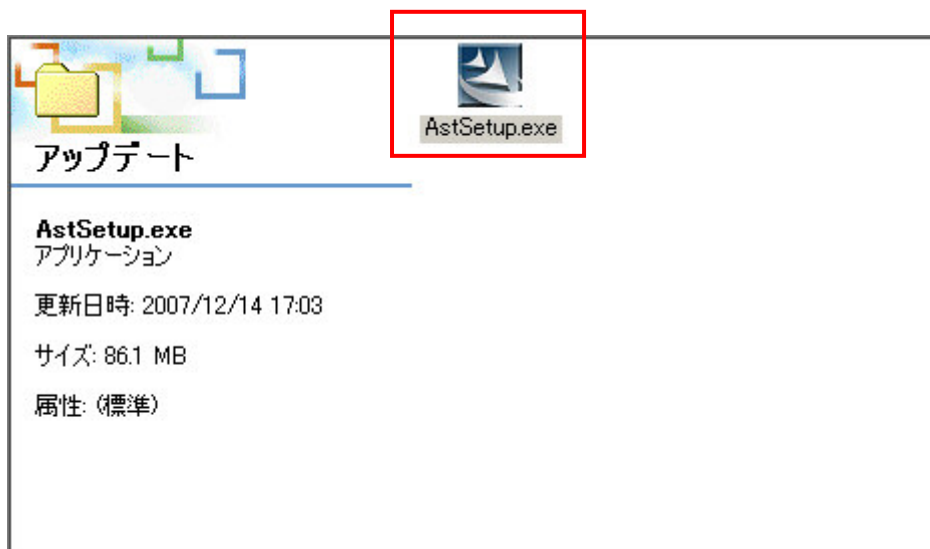 AstSetup.exe
アップデート
AstSetup.exe
アプリケーション
更新日時: 2007/12/14 17:03
サイズ: 86.1 MB
属性: (標準)